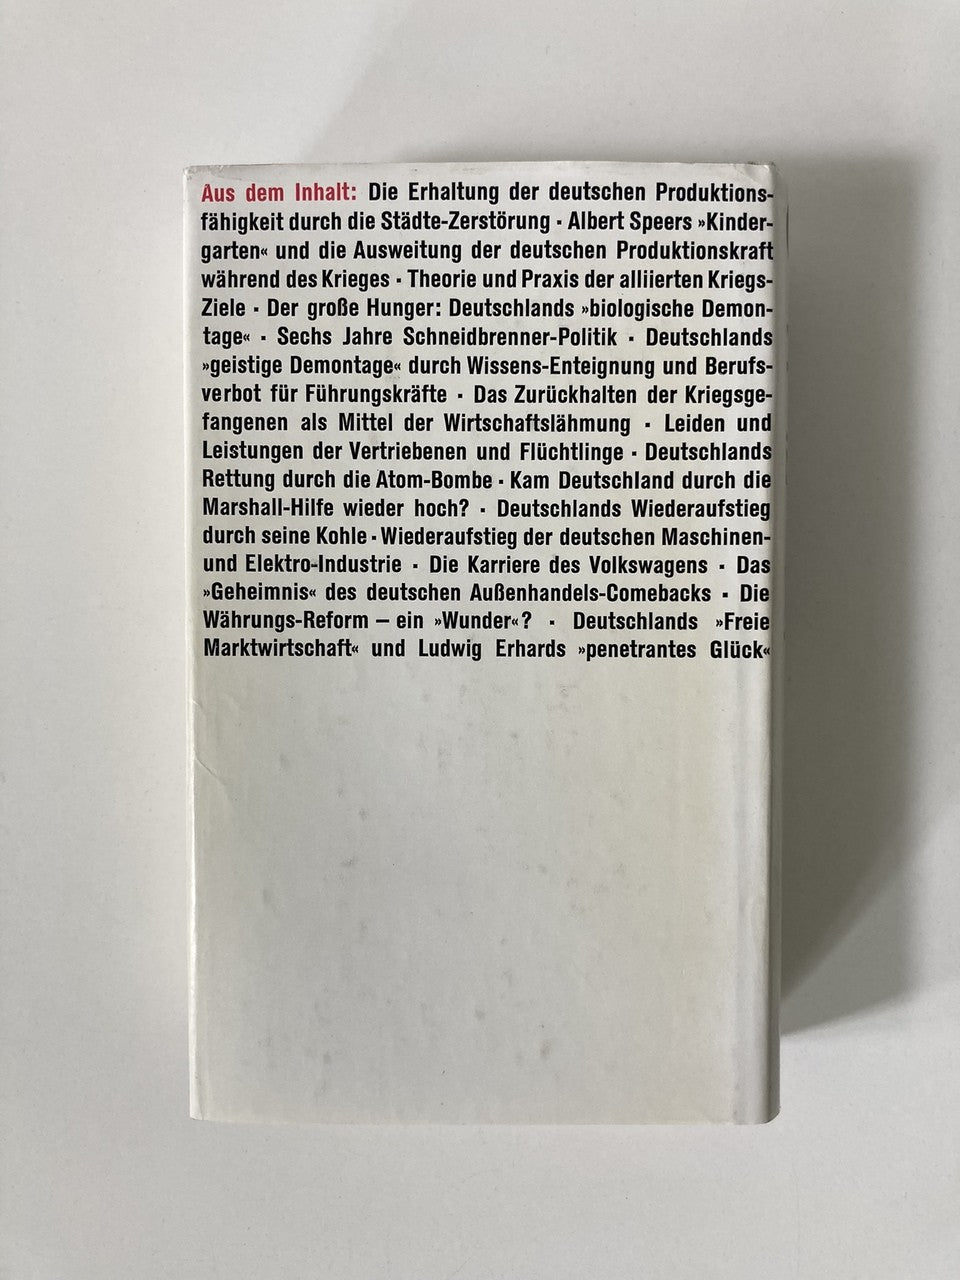 Aus dem Inhalt: Die Erhaltung der deutschen Produktions-
fähigkeit durch die Städte-Zerstörung · Albert Speers »Kinder-
garten« und die Ausweitung der deutschen Produktionskraft
während des Krieges · Theorie und Praxis der alliierten Kriegs-
Ziele · Der große Hunger: Deutschlands »biologische Demon-
tage« · Sechs Jahre Schneidbrenner-Politik · Deutschlands
»geistige Demontage« durch Wissens-Enteignung und Berufs-
verbot für Führungskräfte · Das Zurückhalten der Kriegsge-
fangenen als Mittel der Wirtschaftslähmung · Leiden und
Leistungen der Vertriebenen und Flüchtlinge · Deutschlands
Rettung durch die Atom-Bombe · Kam Deutschland durch die
Marshall-Hilfe wieder hoch? · Deutschlands Wiederaufstieg
durch seine Kohle · Wiederaufstieg der deutschen Maschinen-
und Elektro-Industrie · Die Karriere des Volkswagens · Das
»Geheimnis« des deutschen Außenhandels-Comebacks · Die
Währungs-Reform – ein »Wunder«? · Deutschlands »Freie
Marktwirtschaft« und Ludwig Erhards »penetrantes Glück«